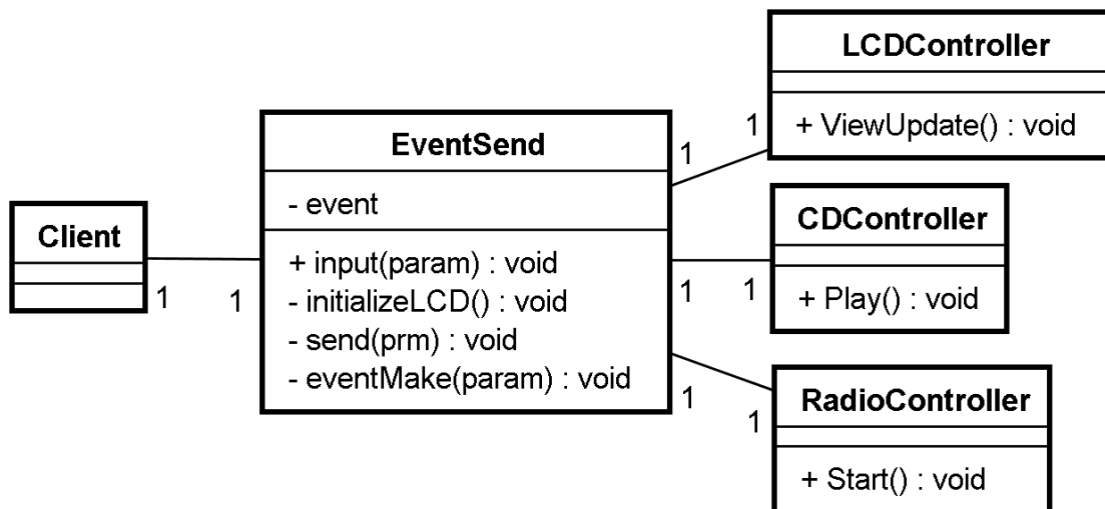 Client
1
1
EventSend
- event
+ input(param) : void
- initializeLCD() : void
- send(prm) : void
- eventMake(param) : void
1
1
LCDController
+ ViewUpdate() : void
1
1
CDController
+ Play() : void
1
1
RadioController
+ Start() : void